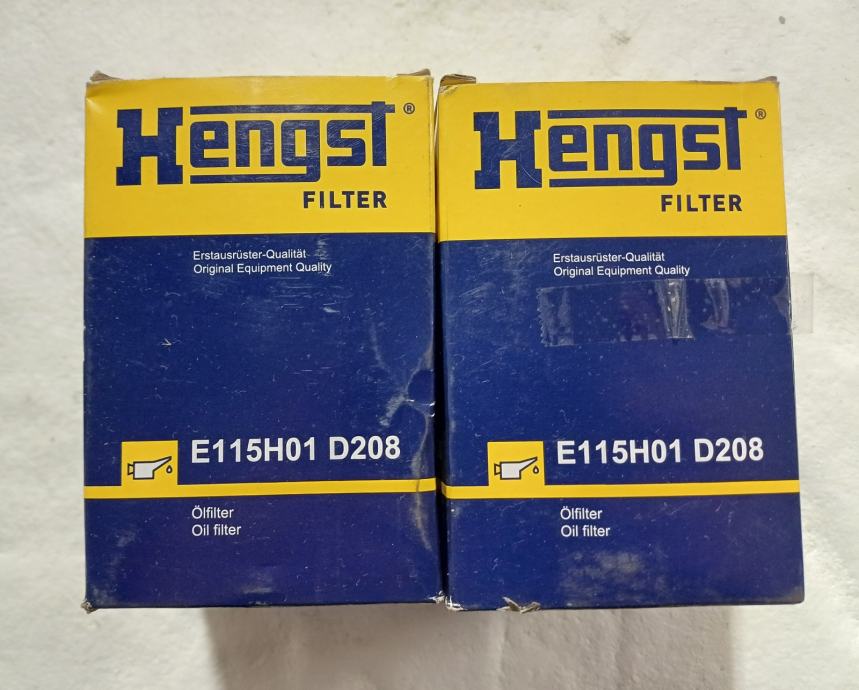 Hengst®
FILTER
Erstausrüster-Qualität
Original Equipment Quality
E115H01 D208
Ölfilter
Oil filter
Hengst®
FILTER
Erstausrüster-Qualität
Original Equipment Quality
E115H01 D208
Ölfilter
Oil filter